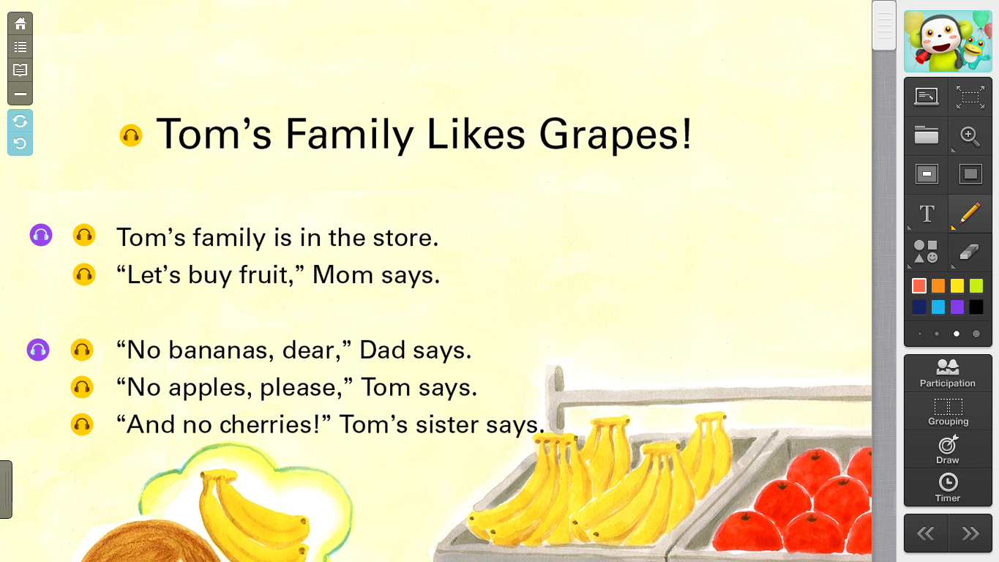 Tom’s Family Likes Grapes!
Tom’s family is in the store.
“Let’s buy fruit,” Mom says.
“No bananas, dear,” Dad says.
“No apples, please,” Tom says.
“And no cherries!” Tom’s sister says.
T
Participation
Grouping
Draw
Timer